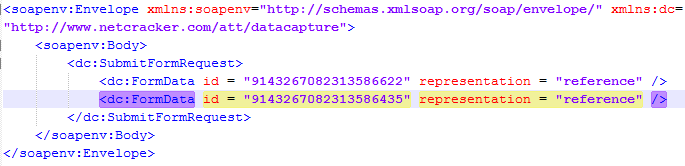 <soapenv:Envelope xmlns:soapenv="http://schemas.xmlsoap.org/soap/envelope/" xmlns:dc=
"http://www.netcracker.com/att/datacapture">
<soapenv:Body>
<dc:SubmitFormRequest>
<dc:FormData id = "9143267082313586622" representation = "reference" />
<dc:FormData id = "9143267082313586435" representation = "reference" />
</dc:SubmitFormRequest>
</soapenv:Body>
</soapenv:Envelope>